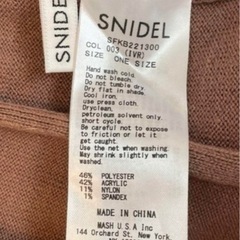 SNIDEL
SNIDEL
SFKB221300
COL 003 (IVR)
SIZE ONE SIZE
Hand wash cold.
Do not bleach.
Do not tumble dry.
Dry flat in shade.
Cool iron,
use press cloth.
Dryclean,
petroleum solvent only
short cycle.
Be careful not to expose
to friction or let it
get caught.
Use the net when washing.
May shrink slightly when
damp.
46% POLYESTER
42% ACRYLIC
11% NYLON
1% SPANDEX
MADE IN CHINA
MASH U.S.A Inc
144 Orchard St. New York